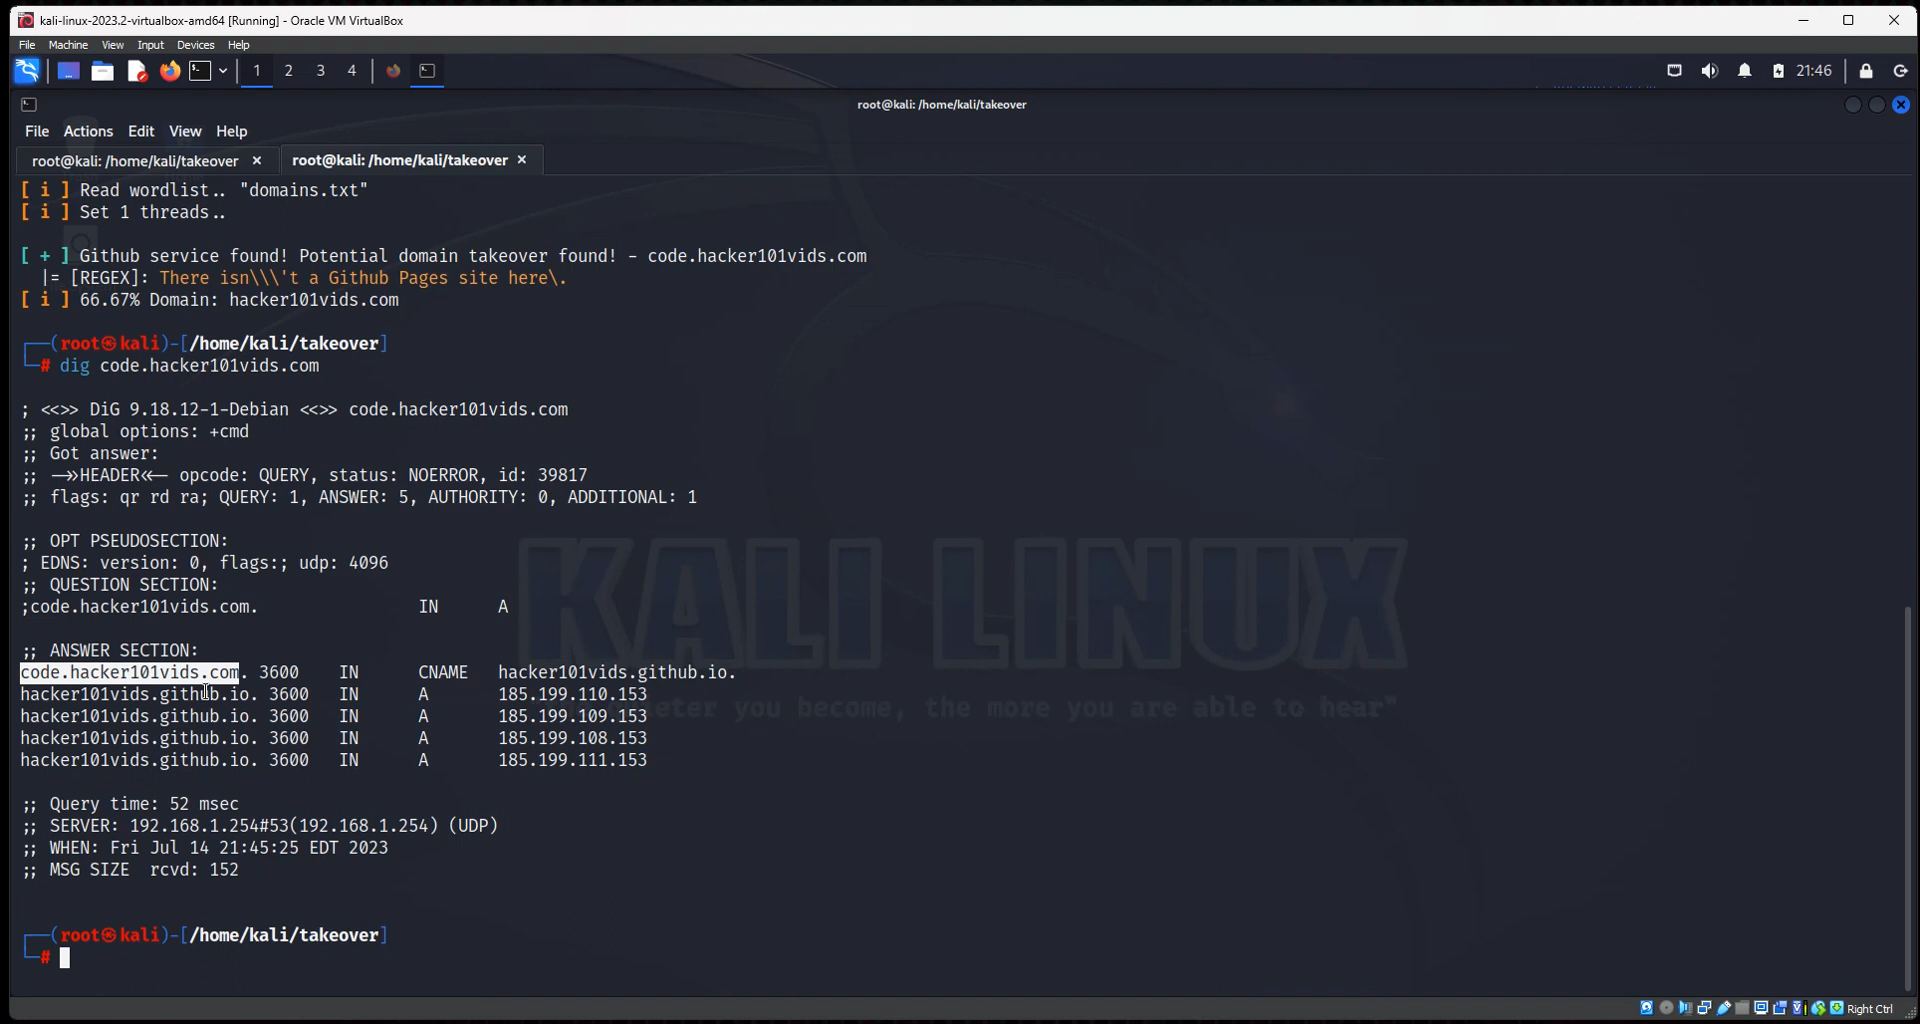 kali-linux-2023.2-virtualbox-amd64 [Running] - Oracle VM VirtualBox
File Machine View Input Devices Help
1 2 3 4 21:46
root@kali: /home/kali/takeover
File Actions Edit View Help
root@kali: /home/kali/takeover × root@kali: /home/kali/takeover ×
[ i ] Read wordlist.. "domains.txt"
[ i ] Set 1 threads..
[ + ] Github service found! Potential domain takeover found! - code.hacker101vids.com
|= [REGEX]: There isn\\\'t a Github Pages site here\.
[ i ] 66.67% Domain: hacker101vids.com
┌──(root㉿kali)-[/home/kali/takeover]
└─# dig code.hacker101vids.com
; <<>> DiG 9.18.12-1-Debian <<>> code.hacker101vids.com
;; global options: +cmd
;; Got answer:
;; ->>HEADER<<- opcode: QUERY, status: NOERROR, id: 39817
;; flags: qr rd ra; QUERY: 1, ANSWER: 5, AUTHORITY: 0, ADDITIONAL: 1
;; OPT PSEUDOSECTION:
; EDNS: version: 0, flags:; udp: 4096
;; QUESTION SECTION:
;code.hacker101vids.com. IN A
;; ANSWER SECTION:
code.hacker101vids.com. 3600 IN CNAME hacker101vids.github.io.
hacker101vids.github.io. 3600 IN A 185.199.110.153
hacker101vids.github.io. 3600 IN A 185.199.109.153
hacker101vids.github.io. 3600 IN A 185.199.108.153
hacker101vids.github.io. 3600 IN A 185.199.111.153
;; Query time: 52 msec
;; SERVER: 192.168.1.254#53(192.168.1.254) (UDP)
;; WHEN: Fri Jul 14 21:45:25 EDT 2023
;; MSG SIZE rcvd: 152
┌──(root㉿kali)-[/home/kali/takeover]
└─#
KALI LINUX
you become, the more you are able to hear"
Right Ctrl